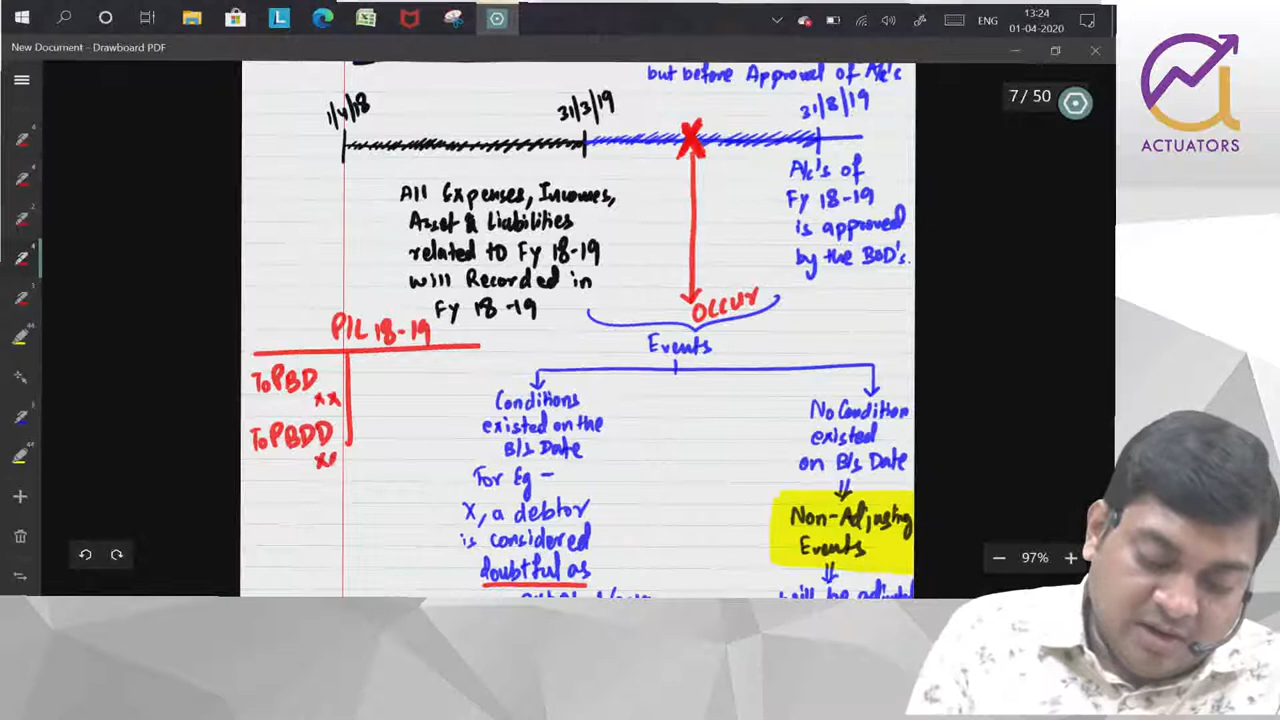 13:24
ENG
01-04-2020
New Document - Drawboard PDF
7 / 50
ACTUATORS
but before Approval of A/c's
1/4/18
31/3/19
31/8/19
All Expenses, Incomes,
Asset & Liabilities
related to Fy 18-19
will Recorded in
Fy 18-19
A/c's of
Fy 18-19
is approved
by the BOD's.
OCCUR
Events
P/L 18-19
To PBD
xx
To PBDD
xx
Conditions
existed on the
B/s Date
For Eg -
X, a debtor
is considered
doubtful as
No Condition
existed
on B/s Date
Non-Adjusting
Events
will be
97%